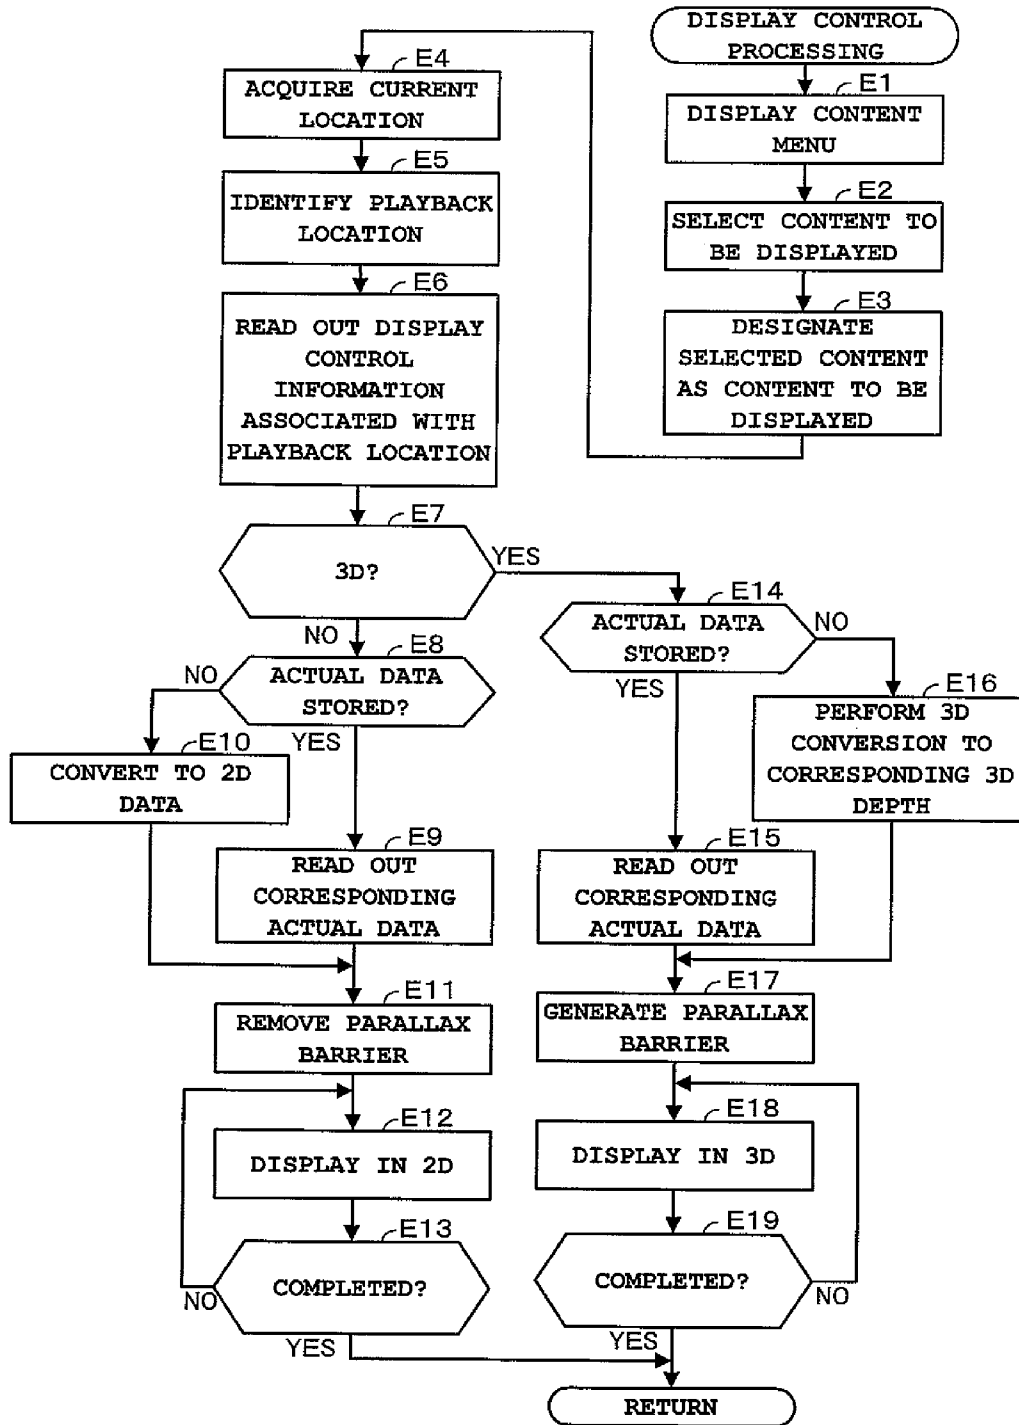 DISPLAY CONTROL
PROCESSING
E1
DISPLAY CONTENT
MENU
E2
SELECT CONTENT TO
BE DISPLAYED
E3
DESIGNATE
SELECTED CONTENT
AS CONTENT TO BE
DISPLAYED
E4
ACQUIRE CURRENT
LOCATION
E5
IDENTIFY PLAYBACK
LOCATION
E6
READ OUT DISPLAY
CONTROL
INFORMATION
ASSOCIATED WITH
PLAYBACK LOCATION
E7
3D?
YES
NO
E8
ACTUAL DATA
STORED?
NO
YES
E10
CONVERT TO 2D
DATA
E9
READ OUT
CORRESPONDING
ACTUAL DATA
E11
REMOVE PARALLAX
BARRIER
E12
DISPLAY IN 2D
E13
COMPLETED?
NO
YES
E14
ACTUAL DATA
STORED?
NO
YES
E16
PERFORM 3D
CONVERSION TO
CORRESPONDING 3D
DEPTH
E15
READ OUT
CORRESPONDING
ACTUAL DATA
E17
GENERATE PARALLAX
BARRIER
E18
DISPLAY IN 3D
E19
COMPLETED?
NO
YES
RETURN